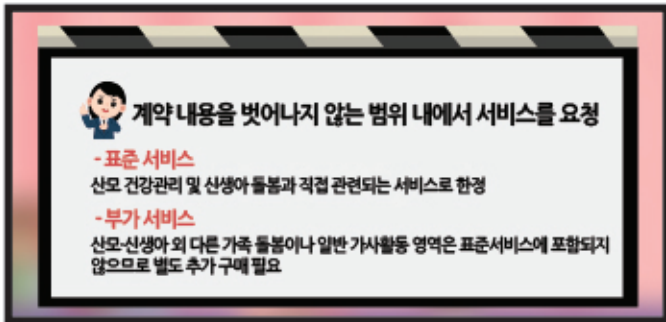 계약 내용을 벗어나지 않는 범위 내에서 서비스를 요청
- 표준 서비스
산모 건강관리 및 신생아 돌봄과 직접 관련되는 서비스로 한정
- 부가 서비스
산모·신생아 외 다른 가족 돌봄이나 일반 가사활동 영역은 표준서비스에 포함되지
않으므로 별도 추가 구매 필요